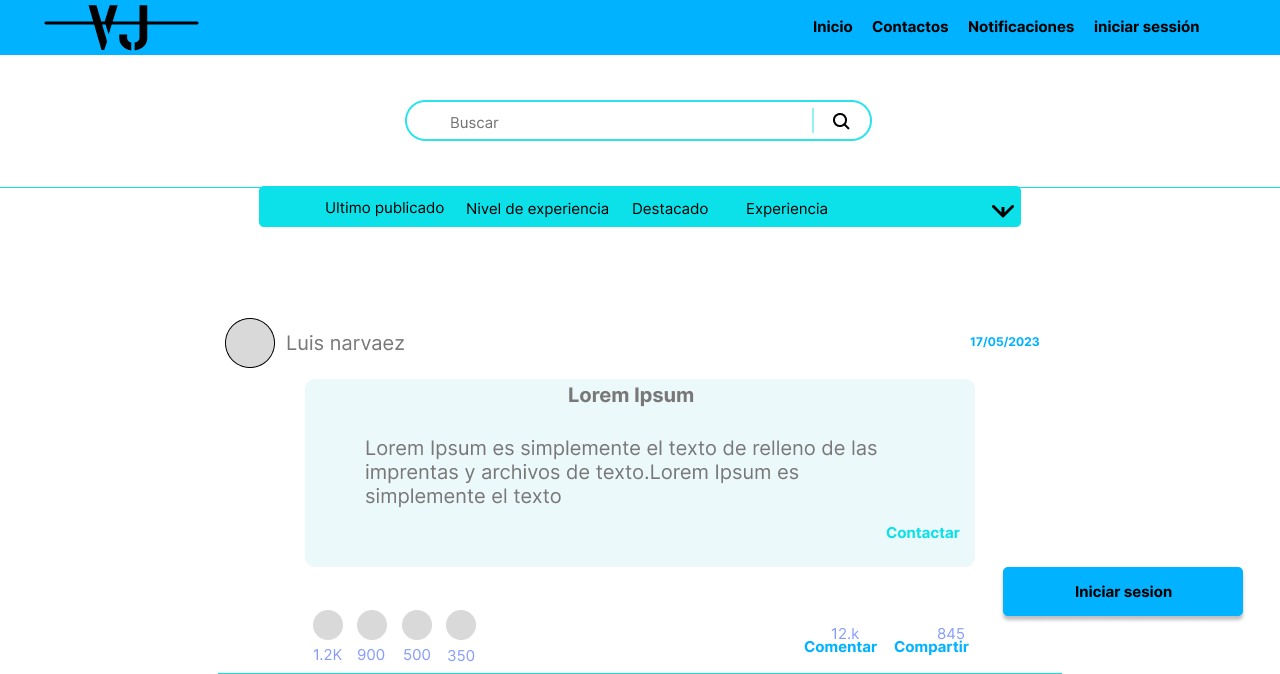 VJ
Inicio Contactos Notificaciones iniciar sessión
Buscar
Ultimo publicado Nivel de experiencia Destacado Experiencia
Luis narvaez 17/05/2023
Lorem Ipsum
Lorem Ipsum es simplemente el texto de relleno de las
imprentas y archivos de texto.Lorem Ipsum es
simplemente el texto
Contactar
Iniciar sesion
12.k 845
Comentar Compartir
1.2K 900 500 350